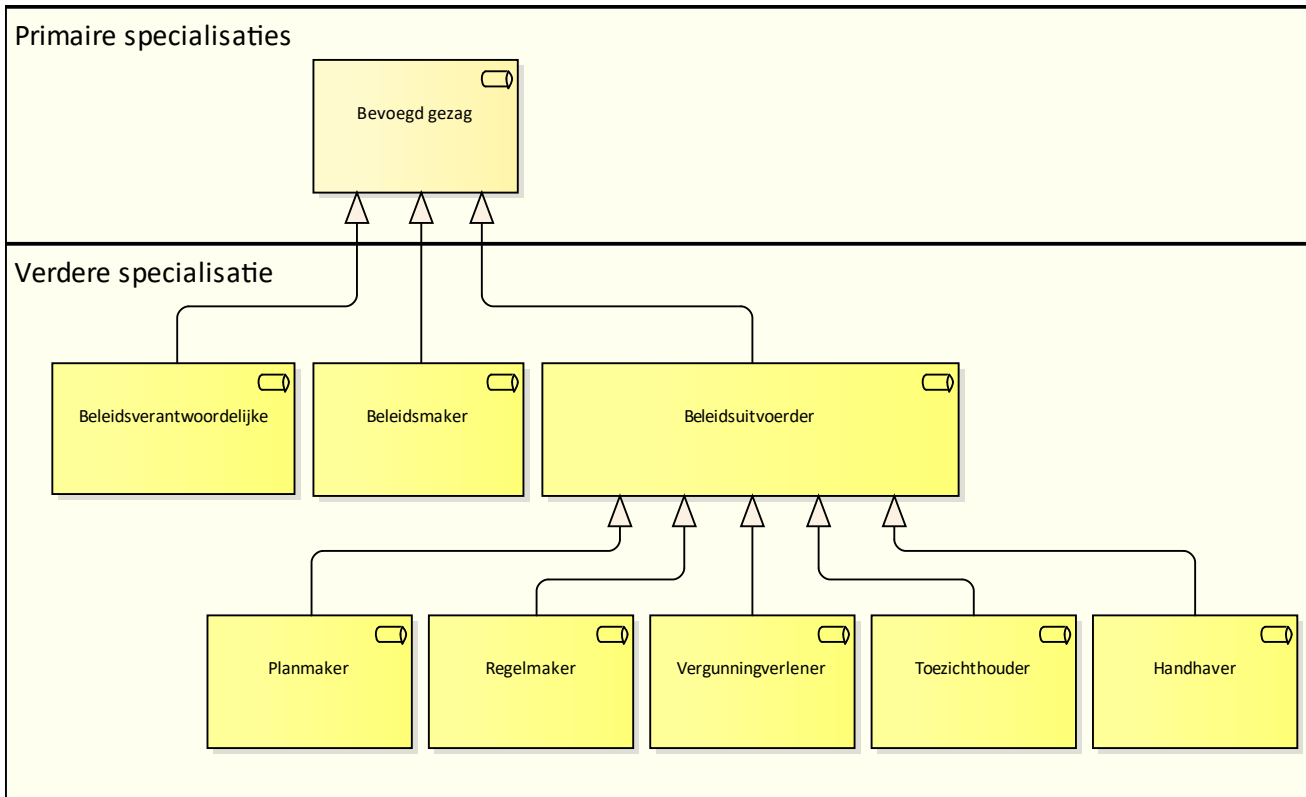 Primaire specialisaties
Bevoegd gezag
Verdere specialisatie
Beleidsverantwoordelijke
Beleidsmaker
Beleidsuitvoerder
Planmaker
Regelmaker
Vergunningverlener
Toezichthouder
Handhaver